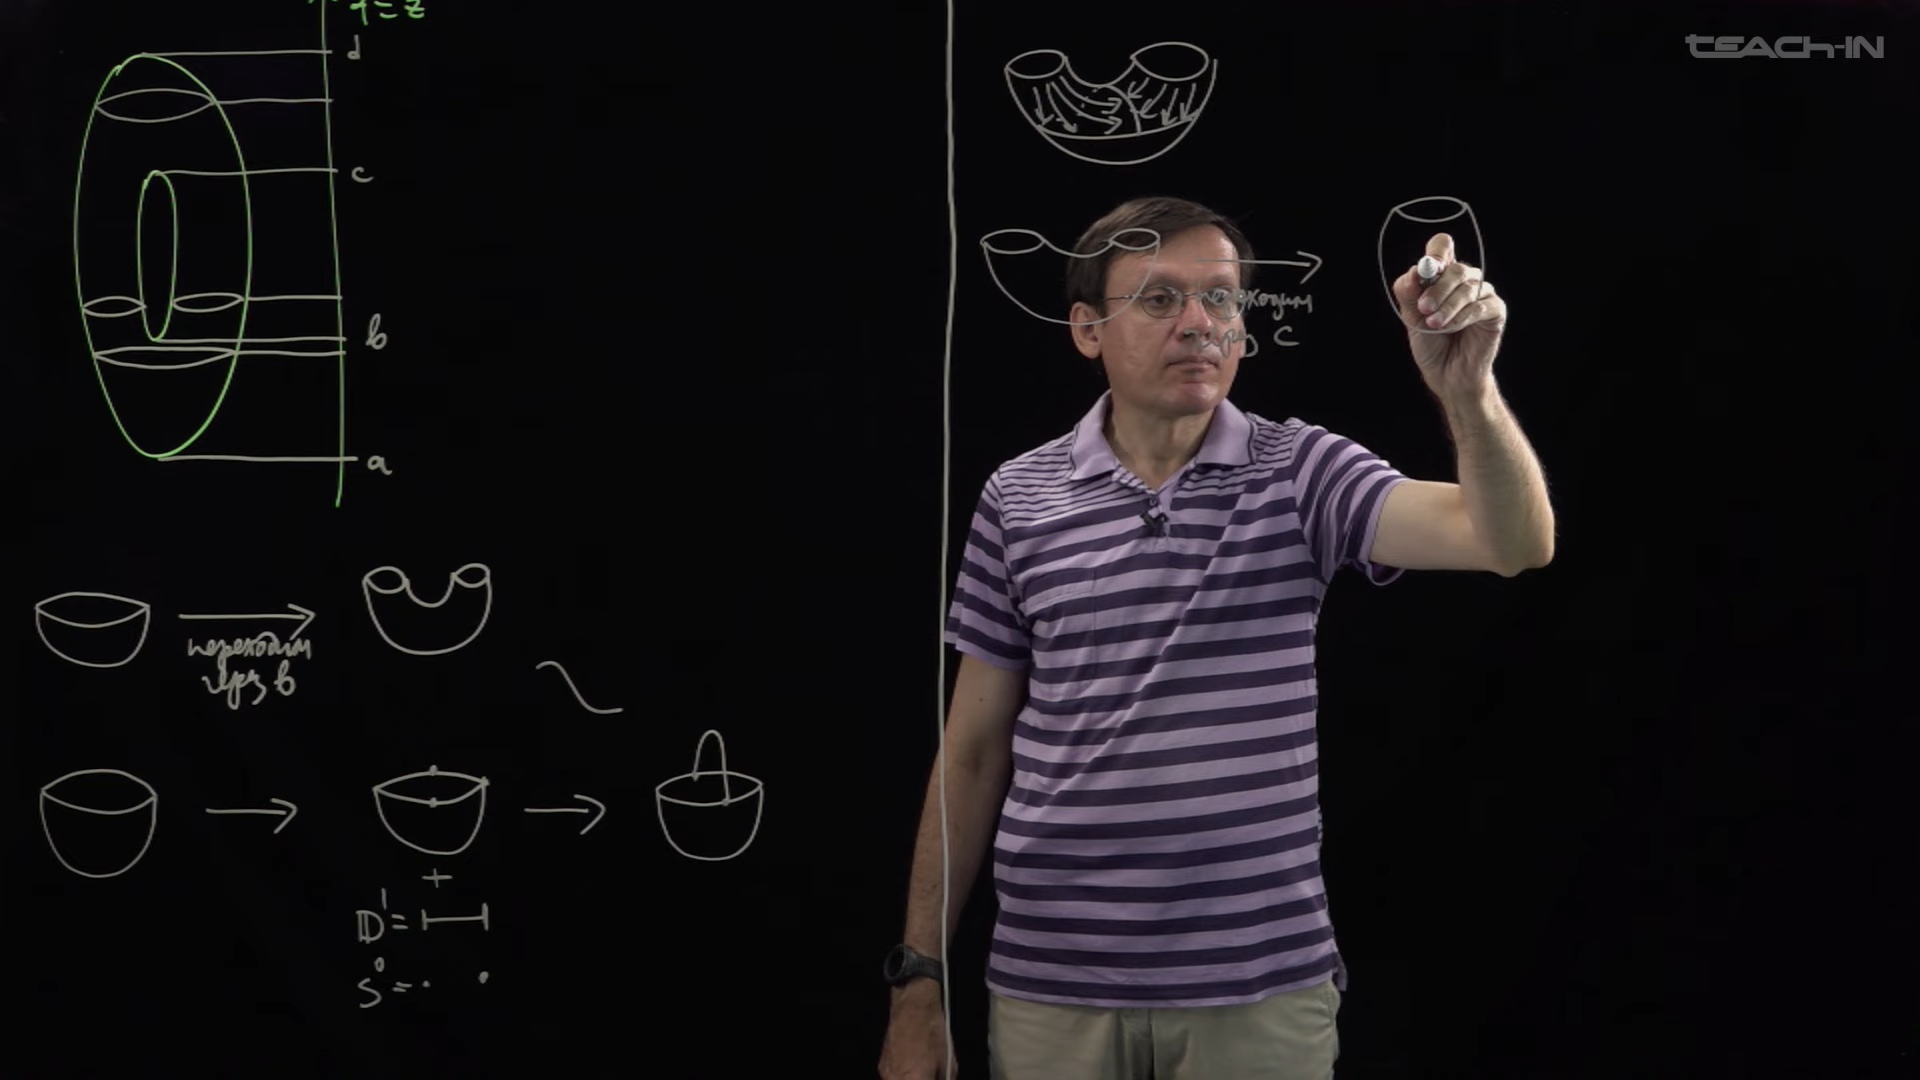 f=z
d
c
b
a
переходим
через b
D¹=
+
S⁰=
TEACH-IN
переходим
через c